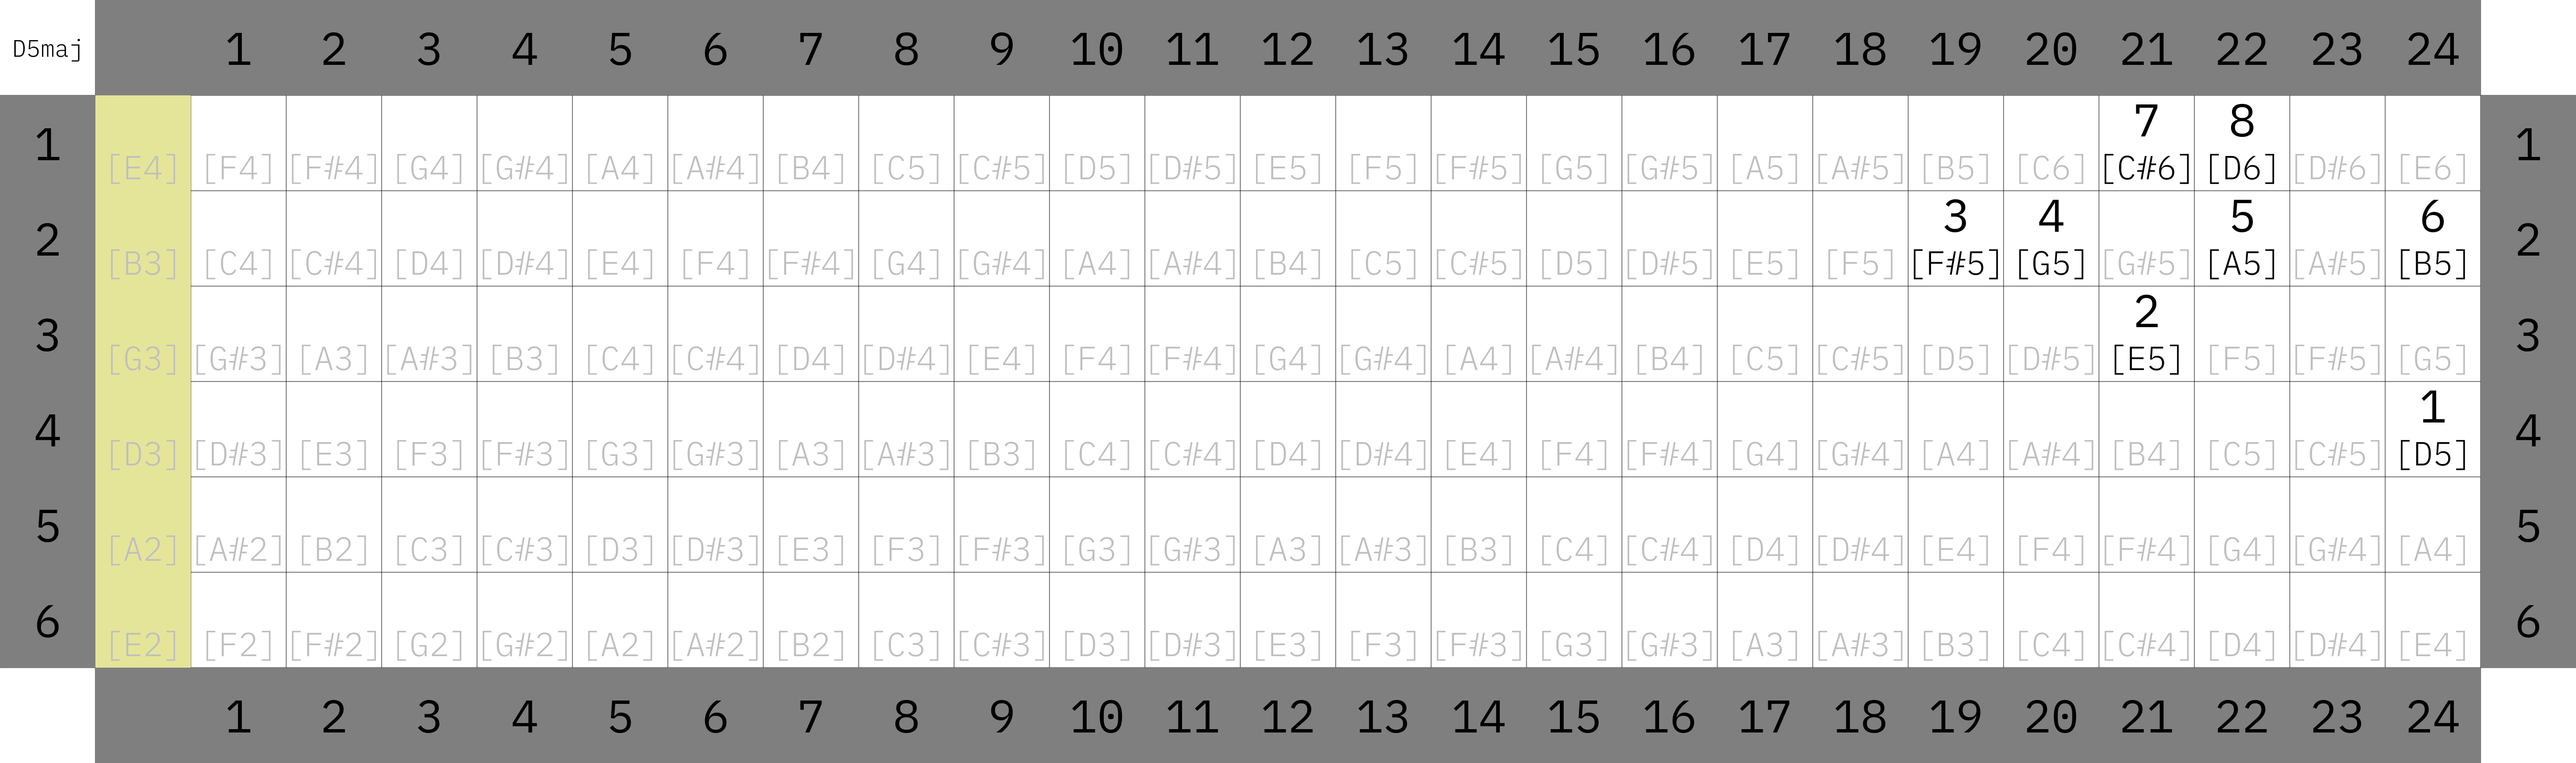 D5maj 1 2 3 4 5 6 7 8 9 10 11 12 13 14 15 16 17 18 19 20 21 22 23 24
7 8
1 [E4] [F4] [F#4] [G4] [G#4] [A4] [A#4] [B4] [C5] [C#5] [D5] [D#5] [E5] [F5] [F#5] [G5] [G#5] [A5] [A#5] [B5] [C6] [C#6] [D6] [D#6] [E6] 1
3 4 5 6
2 [B3] [C4] [C#4] [D4] [D#4] [E4] [F4] [F#4] [G4] [G#4] [A4] [A#4] [B4] [C5] [C#5] [D5] [D#5] [E5] [F5] [F#5] [G5] [G#5] [A5] [A#5] [B5] 2
2
3 [G3] [G#3] [A3] [A#3] [B3] [C4] [C#4] [D4] [D#4] [E4] [F4] [F#4] [G4] [G#4] [A4] [A#4] [B4] [C5] [C#5] [D5] [D#5] [E5] [F5] [F#5] [G5] 3
1
4 [D3] [D#3] [E3] [F3] [F#3] [G3] [G#3] [A3] [A#3] [B3] [C4] [C#4] [D4] [D#4] [E4] [F4] [F#4] [G4] [G#4] [A4] [A#4] [B4] [C5] [C#5] [D5] 4
5 [A2] [A#2] [B2] [C3] [C#3] [D3] [D#3] [E3] [F3] [F#3] [G3] [G#3] [A3] [A#3] [B3] [C4] [C#4] [D4] [D#4] [E4] [F4] [F#4] [G4] [G#4] [A4] 5
6 [E2] [F2] [F#2] [G2] [G#2] [A2] [A#2] [B2] [C3] [C#3] [D3] [D#3] [E3] [F3] [F#3] [G3] [G#3] [A3] [A#3] [B3] [C4] [C#4] [D4] [D#4] [E4] 6
1 2 3 4 5 6 7 8 9 10 11 12 13 14 15 16 17 18 19 20 21 22 23 24